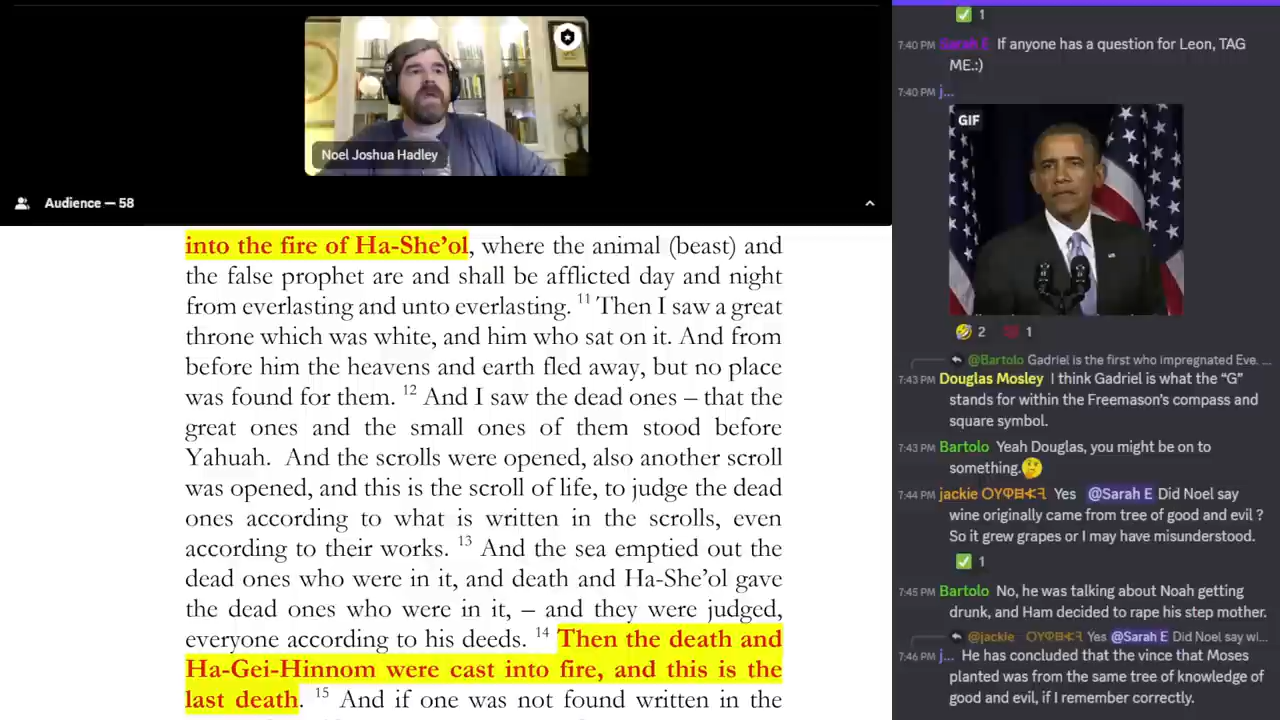 Noel Joshua Hadley
Audience — 58
into the fire of Ha-She’ol, where the animal (beast) and
the false prophet are and shall be afflicted day and night
from everlasting and unto everlasting. 11 Then I saw a great
throne which was white, and him who sat on it. And from
before him the heavens and earth fled away, but no place
was found for them. 12 And I saw the dead ones – that the
great ones and the small ones of them stood before
Yahuah. And the scrolls were opened, also another scroll
was opened, and this is the scroll of life, to judge the dead
ones according to what is written in the scrolls, even
according to their works. 13 And the sea emptied out the
dead ones who were in it, and death and Ha-She’ol gave
the dead ones who were in it, – and they were judged,
everyone according to his deeds. 14 Then the death and
Ha-Gei-Hinnom were cast into fire, and this is the
last death. 15 And if one was not found written in the
1
7:40 PM Sarah E If anyone has a question for Leon, TAG
ME.:)
7:40 PM j...
GIF
2 1
@Bartolo Gadriel is the first who impregnated Eve. ...
7:43 PM Douglas Mosley I think Gadriel is what the “G”
stands for within the Freemason’s compass and
square symbol.
7:43 PM Bartolo Yeah Douglas, you might be on to
something.🤔
7:44 PM jackie Yes @Sarah E Did Noel say
wine originally came from tree of good and evil ?
So it grew grapes or I may have misunderstood.
1
7:45 PM Bartolo No, he was talking about Noah getting
drunk, and Ham decided to rape his step mother.
@jackie Yes @Sarah E Did Noel say wi...
7:46 PM j... He has concluded that the vince that Moses
planted was from the same tree of knowledge of
good and evil, if I remember correctly.